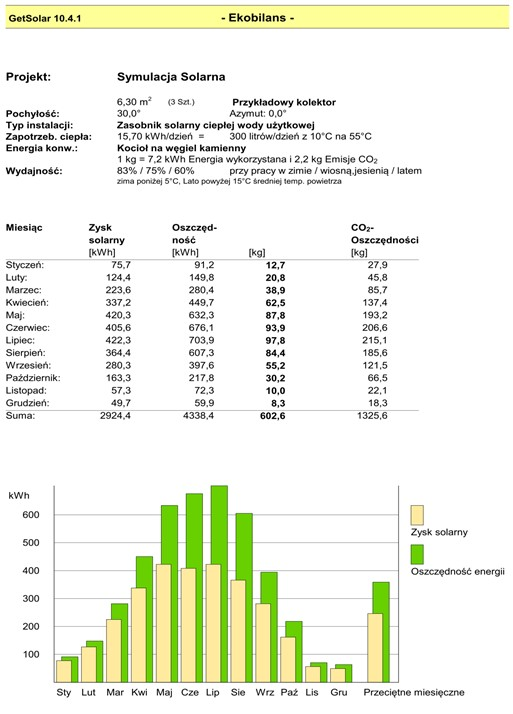 GetSolar 10.4.1 - Ekobilans -
Projekt: Symulacja Solarna
6,30 m² (3 Szt.) Przykładowy kolektor
Pochyłość: 30,0° Azymut: 0,0°
Typ instalacji: Zasobnik solarny ciepłej wody użytkowej
Zapotrzeb. ciepła: 15,70 kWh/dzień = 300 litrów/dzień z 10°C na 55°C
Energia konw.: Kocioł na węgiel kamienny
1 kg = 7,2 kWh Energia wykorzystana i 2,2 kg Emisje CO₂
Wydajność: 83% / 75% / 60% przy pracy w zimie / wiosną,jesienią / latem
zima poniżej 5°C, Lato powyżej 15°C średniej temp. powietrza
Miesiąc Zysk Oszczęd- CO₂-
solarny ność Oszczędności
[kWh] [kWh] [kg] [kg]
Styczeń: 75,7 91,2 12,7 27,9
Luty: 124,4 149,8 20,8 45,8
Marzec: 223,6 280,4 38,9 85,7
Kwiecień: 337,2 449,7 62,5 137,4
Maj: 420,3 632,3 87,8 193,2
Czerwiec: 405,6 676,1 93,9 206,6
Lipiec: 422,3 703,9 97,8 215,1
Sierpień: 364,4 607,3 84,4 185,6
Wrzesień: 280,3 397,6 55,2 121,5
Październik: 163,3 217,8 30,2 66,5
Listopad: 57,3 72,3 10,0 22,1
Grudzień: 49,7 59,9 8,3 18,3
Suma: 2924,4 4338,4 602,6 1325,6
kWh
600
500
400
300
200
100
Zysk solarny
Oszczędność energii
Sty Lut Mar Kwi Maj Cze Lip Sie Wrz Paź Lis Gru Przeciętne miesięczne